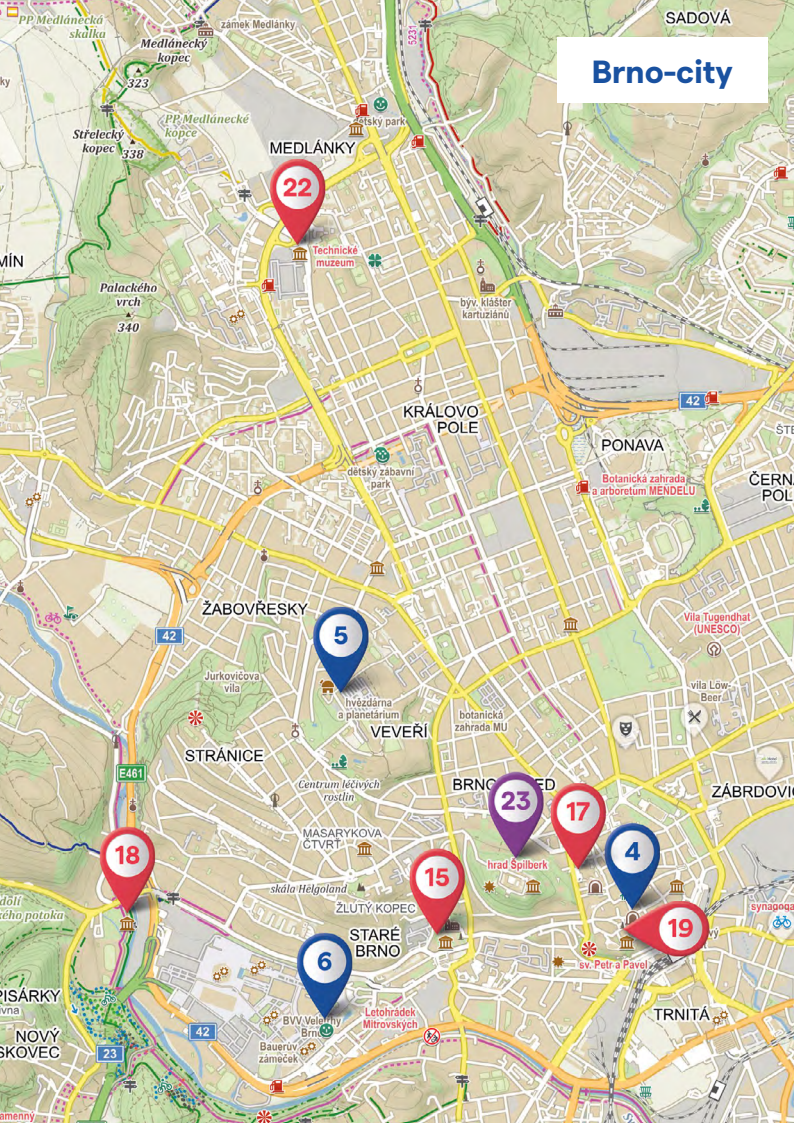 SADOVÁ
PP Medlánecká
skalka
zámek Medlánky
Brno-city
5231
Medlánecký
kopec
323
PP Medlánecké
kopce
Střelecký
kopec
338
dětský park
MEDLÁNKY
22
Technické
muzeum
Palackého
vrch
340
býv. klášter
kartuziánů
42
KRÁLOVO
POLE
PONAVA
dětský zábavní
park
Botanická zahrada
a arboretum MENDELU
ČERN
POL
ŽABOVŘESKY
42
5
Vila Tugendhat
(UNESCO)
Jurkovičova
vila
hvězdárna
a planetárium
vila Löw-
Beer
botanická
zahrada MU
VEVEŘÍ
STRÁNICE
E461
Centrum léčivých
rostlin
23
17
ZÁBRDOVIC
MASARYKOVA
ČTVRŤ
4
18
hrad Špilberk
15
skála Helgoland
ŽLUTÝ KOPEC
19
synagoga
STARÉ
BRNO
6
sv. Petr a Pavel
PISÁRKY
Letohrádek
Mitrovských
TRNITÁ
42
BVV Veletrhy
Brno
Bauerův
zámeček
NOVÝ
23